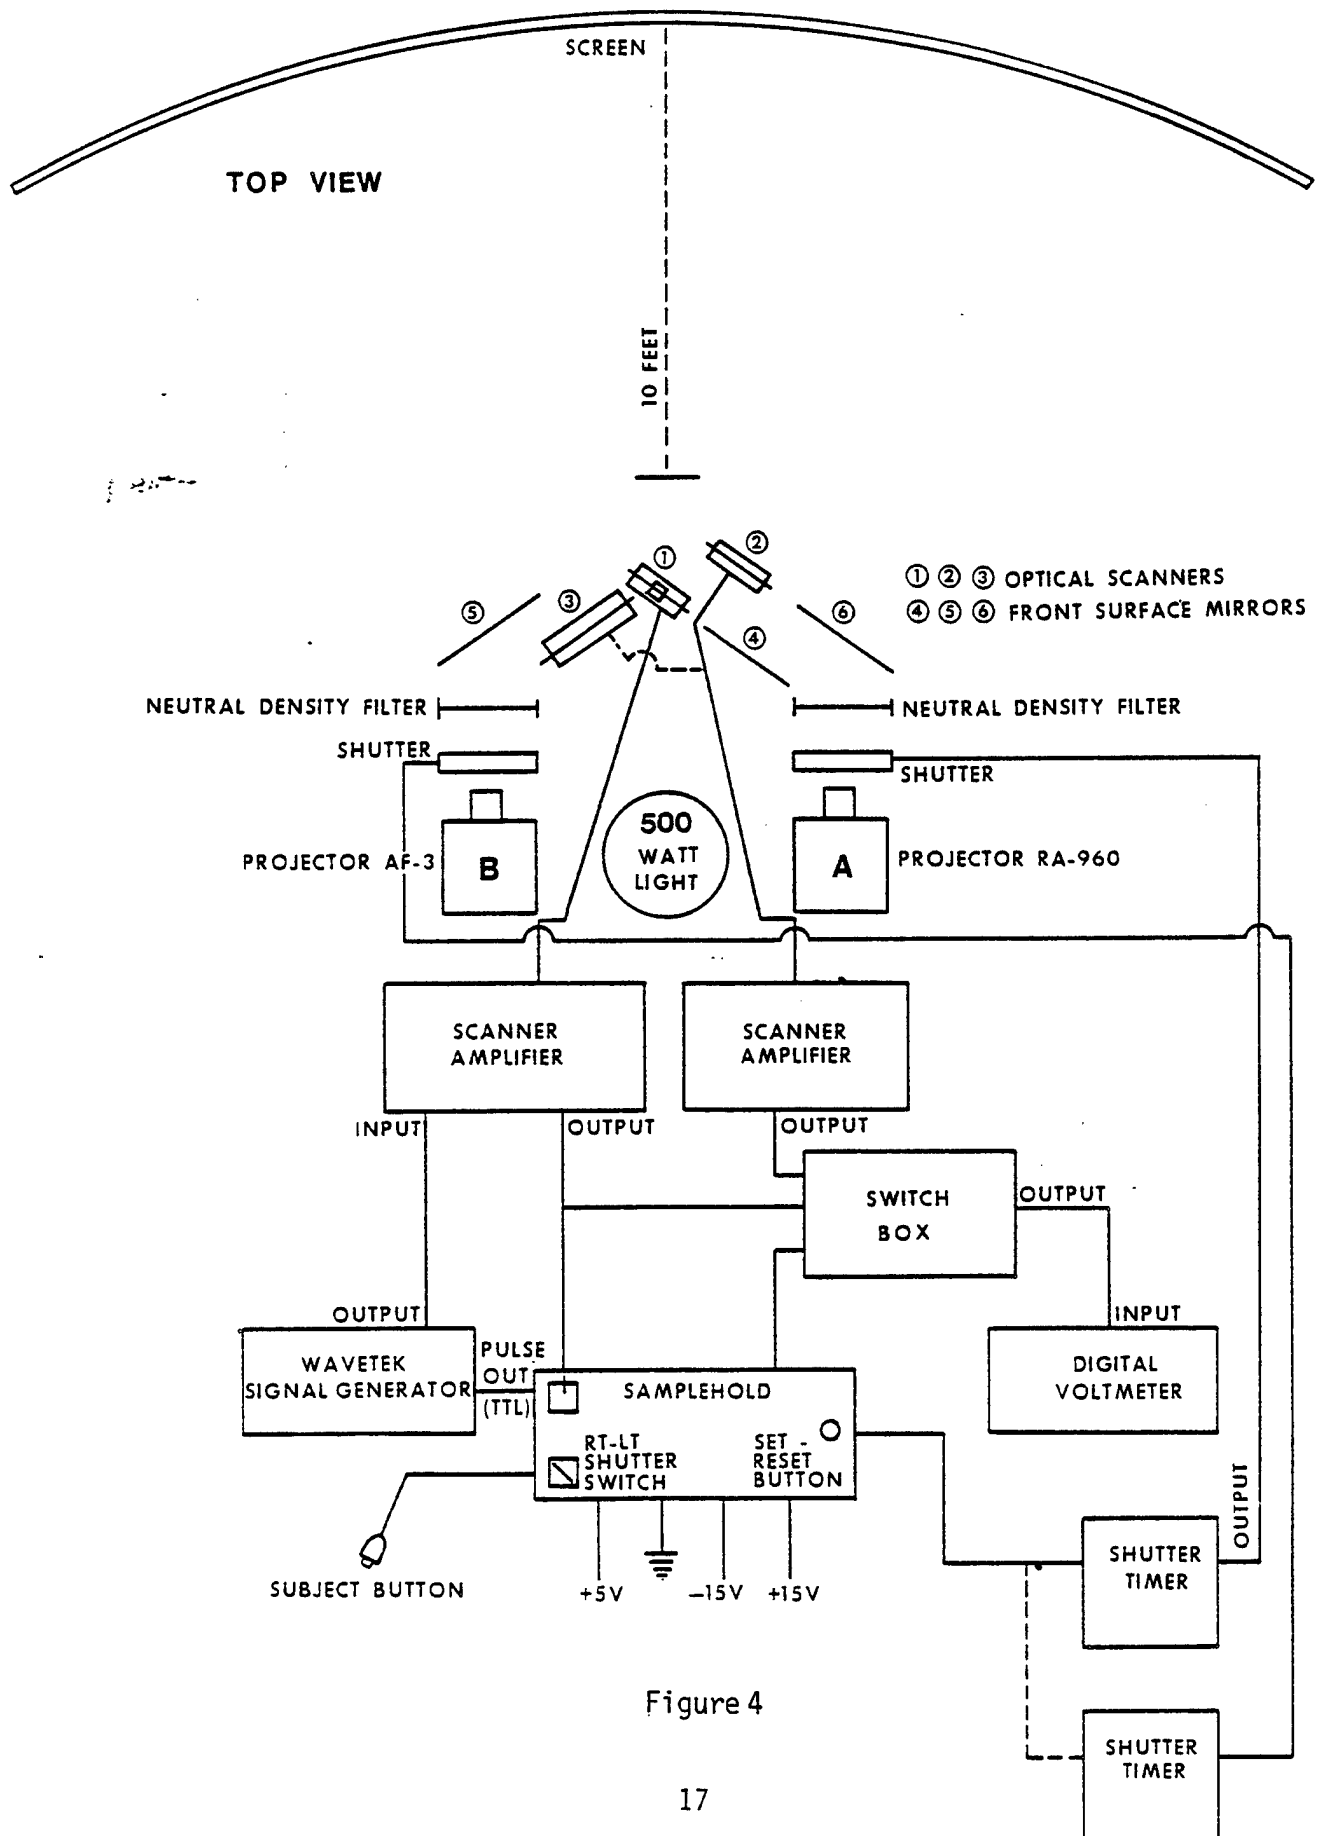 SCREEN
TOP VIEW
10 FEET
①
②
③
④
⑤
⑥
① ② ③ OPTICAL SCANNERS
④ ⑤ ⑥ FRONT SURFACE MIRRORS
NEUTRAL DENSITY FILTER
NEUTRAL DENSITY FILTER
SHUTTER
SHUTTER
500
WATT
LIGHT
PROJECTOR AF-3
B
A
PROJECTOR RA-960
SCANNER
AMPLIFIER
SCANNER
AMPLIFIER
INPUT
OUTPUT
OUTPUT
SWITCH
BOX
OUTPUT
OUTPUT
INPUT
WAVETEK
SIGNAL GENERATOR
PULSE
OUT
(TTL)
SAMPLEHOLD
RT-LT
SHUTTER
SWITCH
SET -
RESET
BUTTON
DIGITAL
VOLTMETER
SUBJECT BUTTON
+5V
-15V
+15V
OUTPUT
SHUTTER
TIMER
SHUTTER
TIMER
Figure 4
17